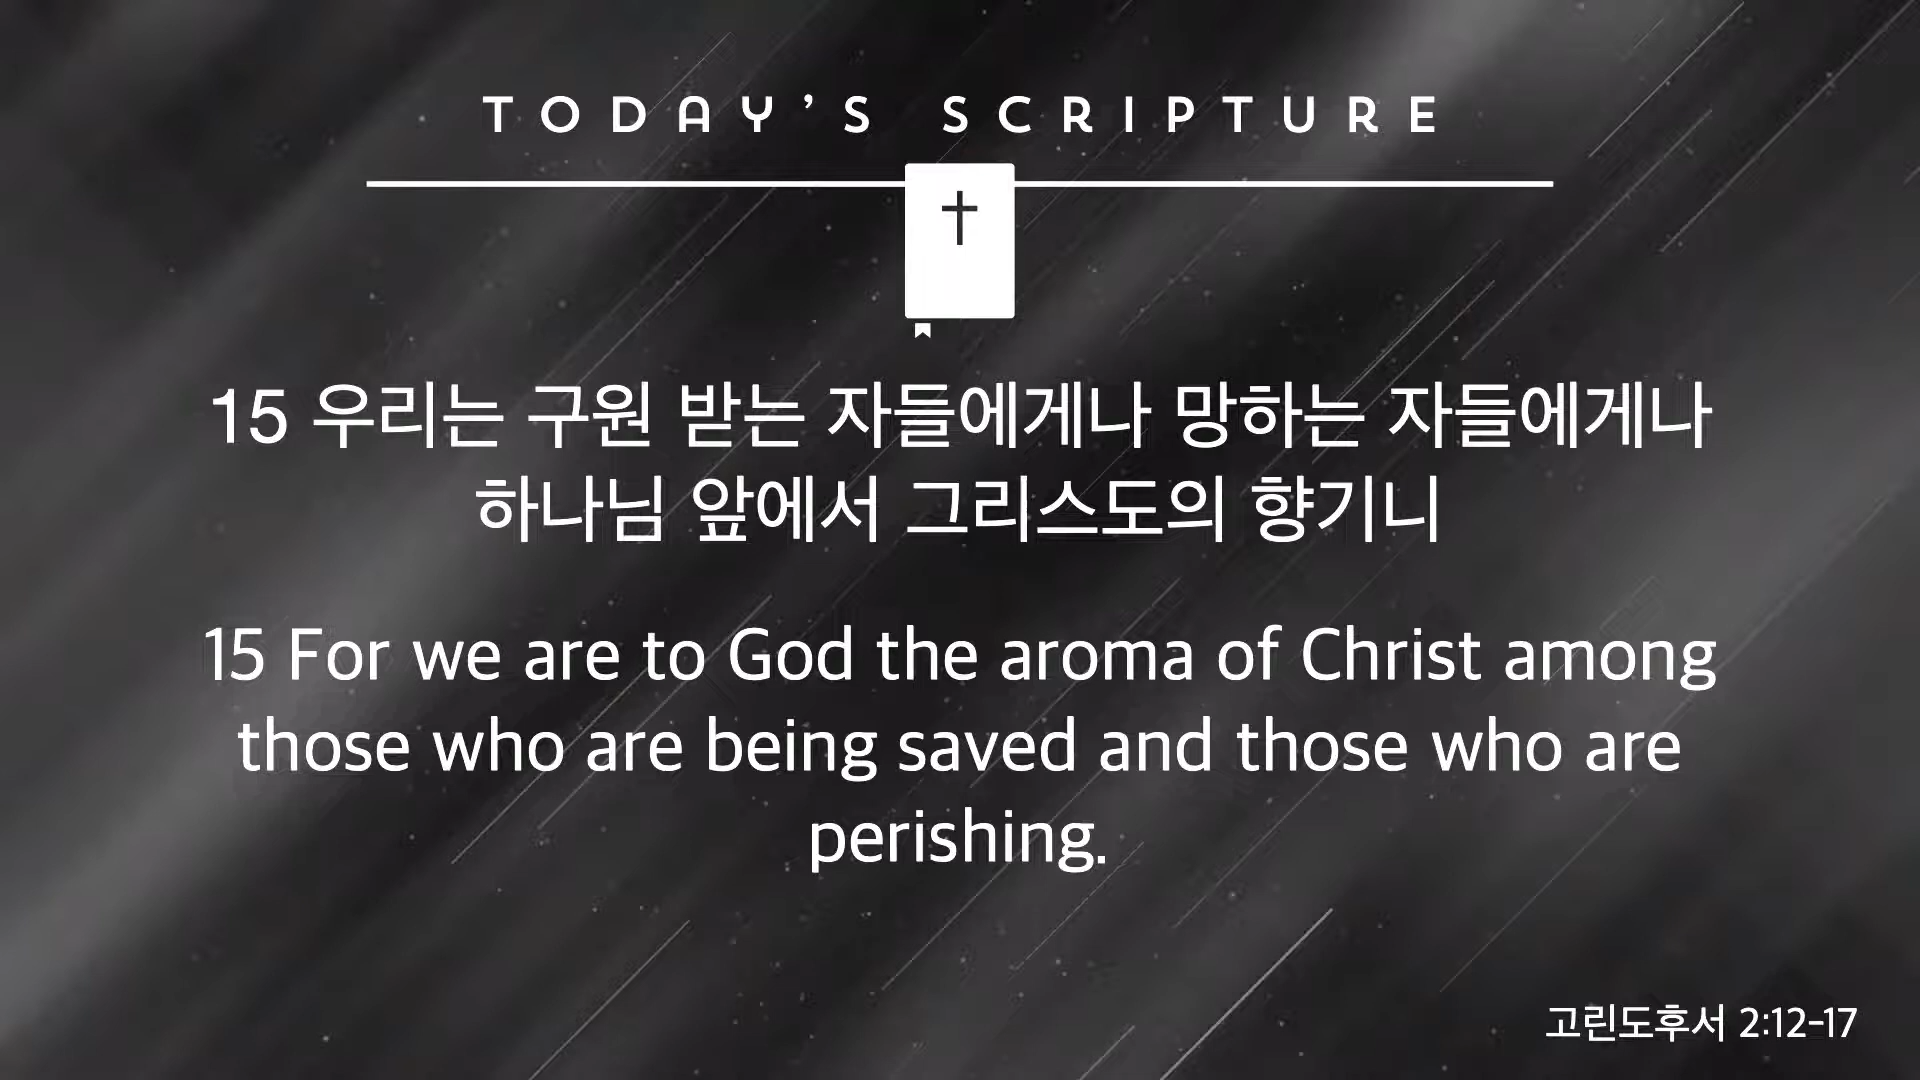 TODAY’S SCRIPTURE
15 우리는 구원 받는 자들에게나 망하는 자들에게나
하나님 앞에서 그리스도의 향기니
15 For we are to God the aroma of Christ among
those who are being saved and those who are
perishing.
고린도후서 2:12-17